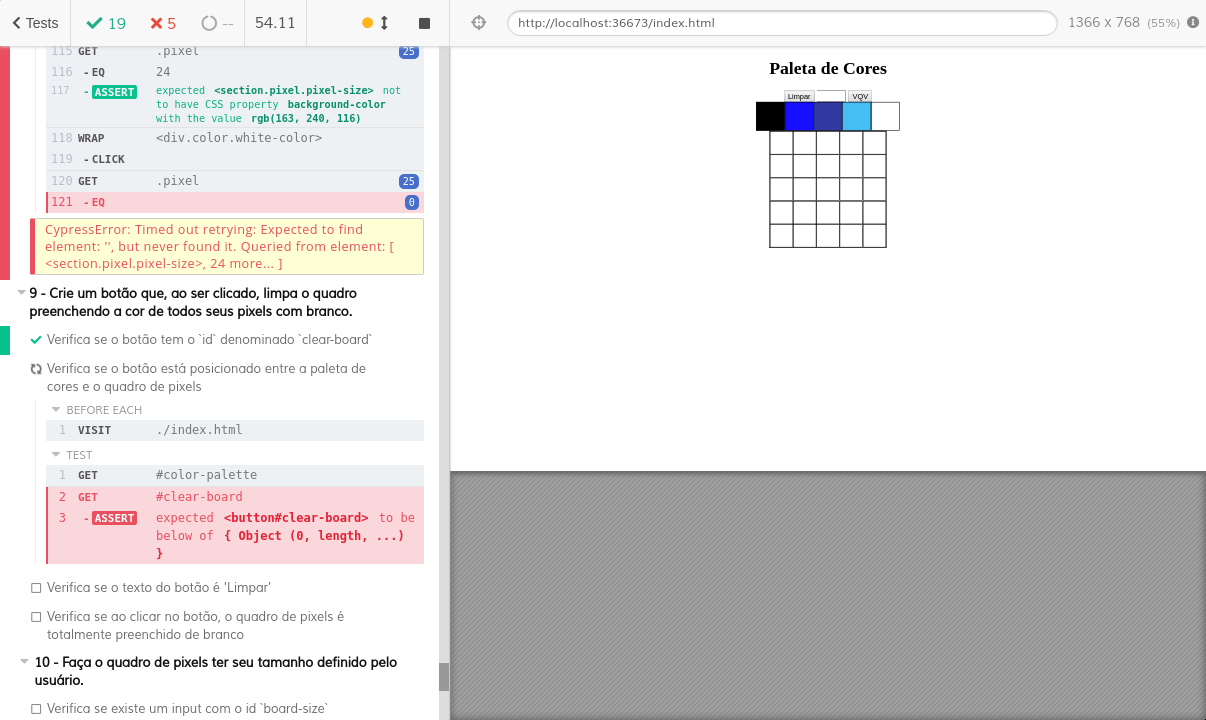 Tests 19 5 -- 54.11
http://localhost:36673/index.html 1366 x 768 (55%)
115 GET .pixel 25
116 - EQ 24
117 - ASSERT expected <section.pixel.pixel-size> not
to have CSS property background-color
with the value rgb(163, 240, 116)
118 WRAP <div.color.white-color>
119 - CLICK
120 GET .pixel 25
121 - EQ 0
CypressError: Timed out retrying: Expected to find
element: '', but never found it. Queried from element: [
<section.pixel.pixel-size>, 24 more... ]
9 - Crie um botão que, ao ser clicado, limpa o quadro
preenchendo a cor de todos seus pixels com branco.
Verifica se o botão tem o `id` denominado `clear-board`
Verifica se o botão está posicionado entre a paleta de
cores e o quadro de pixels
BEFORE EACH
1 VISIT ./index.html
TEST
1 GET #color-palette
2 GET #clear-board
3 - ASSERT expected <button#clear-board> to be
below of { Object (0, length, ...)
}
Verifica se o texto do botão é 'Limpar'
Verifica se ao clicar no botão, o quadro de pixels é
totalmente preenchido de branco
10 - Faça o quadro de pixels ter seu tamanho definido pelo
usuário.
Verifica se existe um input com o id `board-size`
Paleta de Cores
Limpar VQV